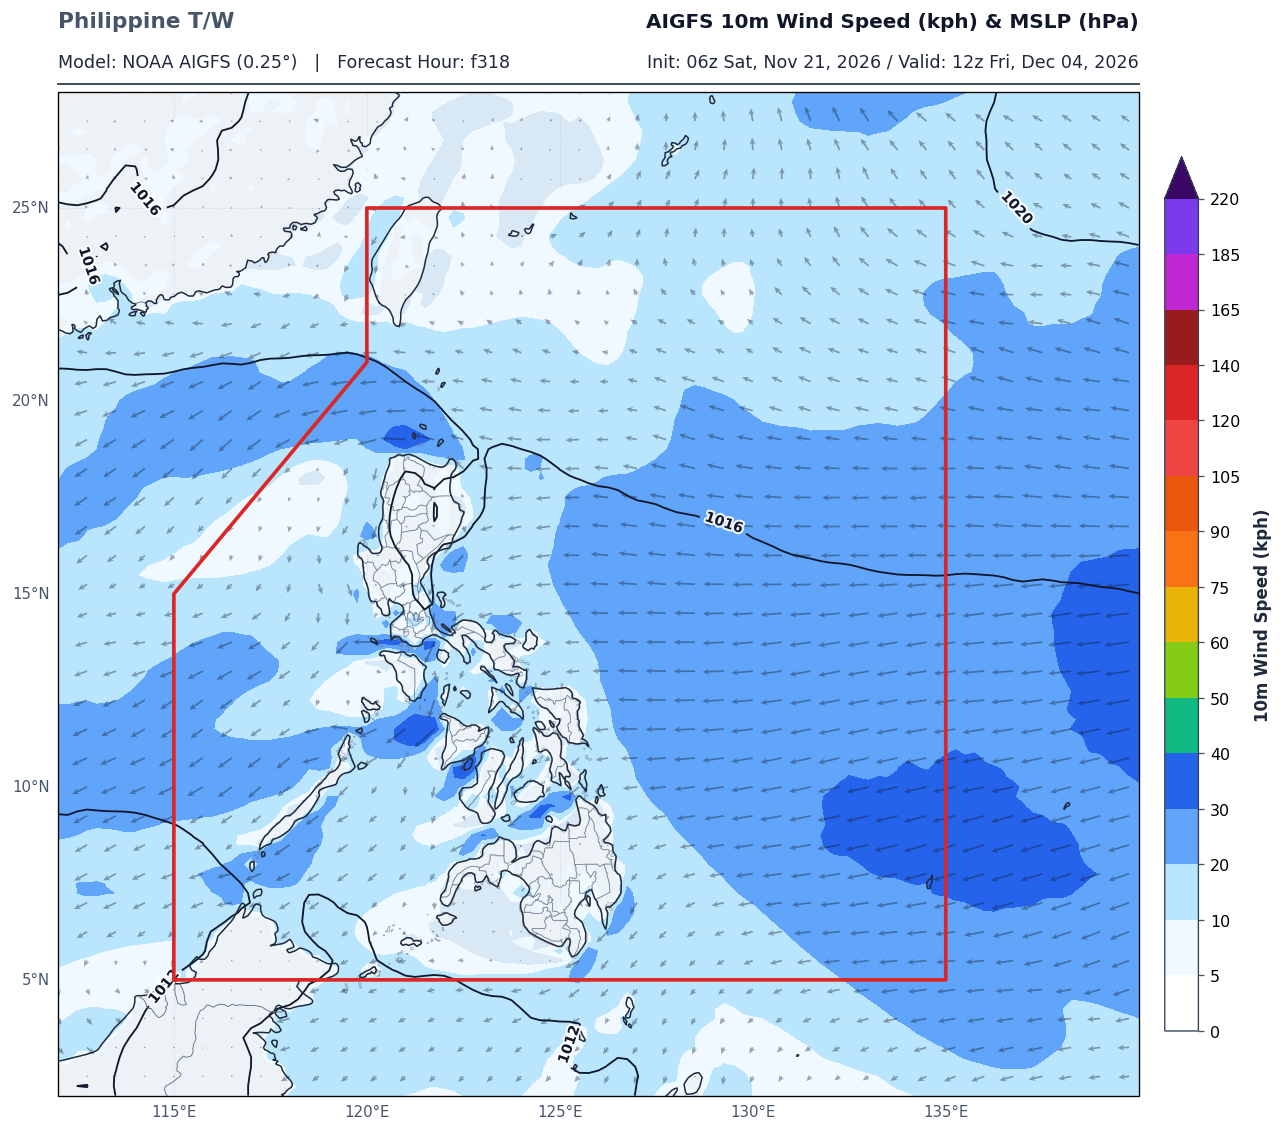 Philippine T/W
AIGFS 10m Wind Speed (kph) & MSLP (hPa)
Model: NOAA AIGFS (0.25°) | Forecast Hour: f318
Init: 06z Sat, Nov 21, 2026 / Valid: 12z Fri, Dec 04, 2026
1016
1020
1016
1016
1012
1012
25°N
20°N
15°N
10°N
5°N
115°E
120°E
125°E
130°E
135°E
220
185
165
140
120
105
90
75
60
50
40
30
20
10
5
0
10m Wind Speed (kph)